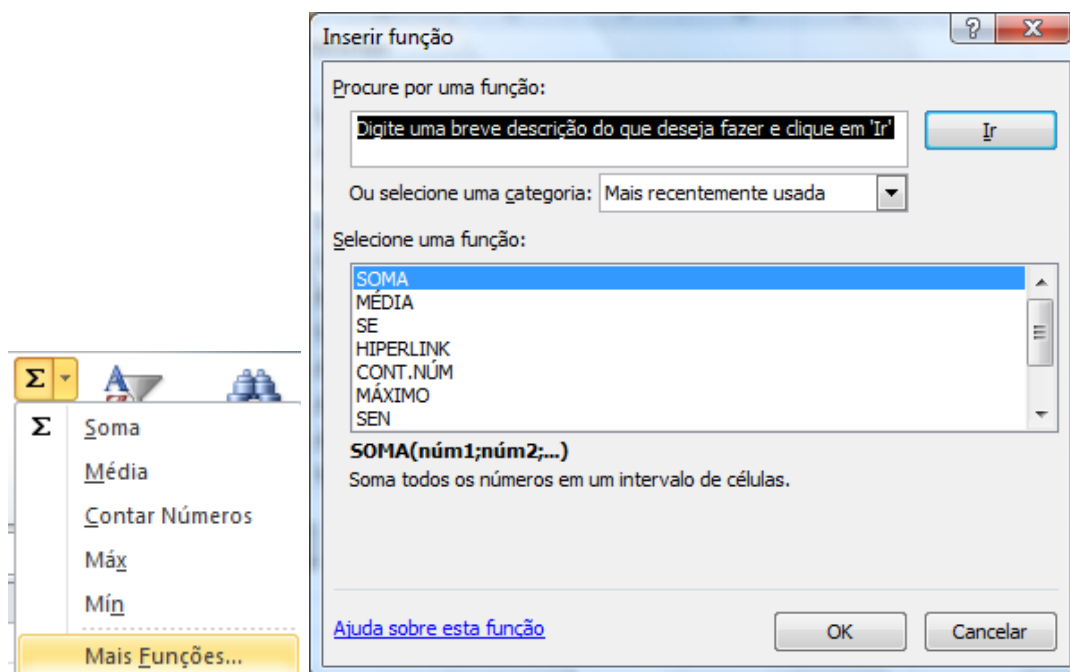 Σ
Σ Soma
Média
Contar Números
Máx
Mín
Mais Funções...
Inserir função
Procure por uma função:
Digite uma breve descrição do que deseja fazer e clique em 'Ir'
Ir
Ou selecione uma categoria: Mais recentemente usada
Selecione uma função:
SOMA
MÉDIA
SE
HIPERLINK
CONT.NÚM
MÁXIMO
SEN
SOMA(núm1;núm2;...)
Soma todos os números em um intervalo de células.
Ajuda sobre esta função
OK
Cancelar